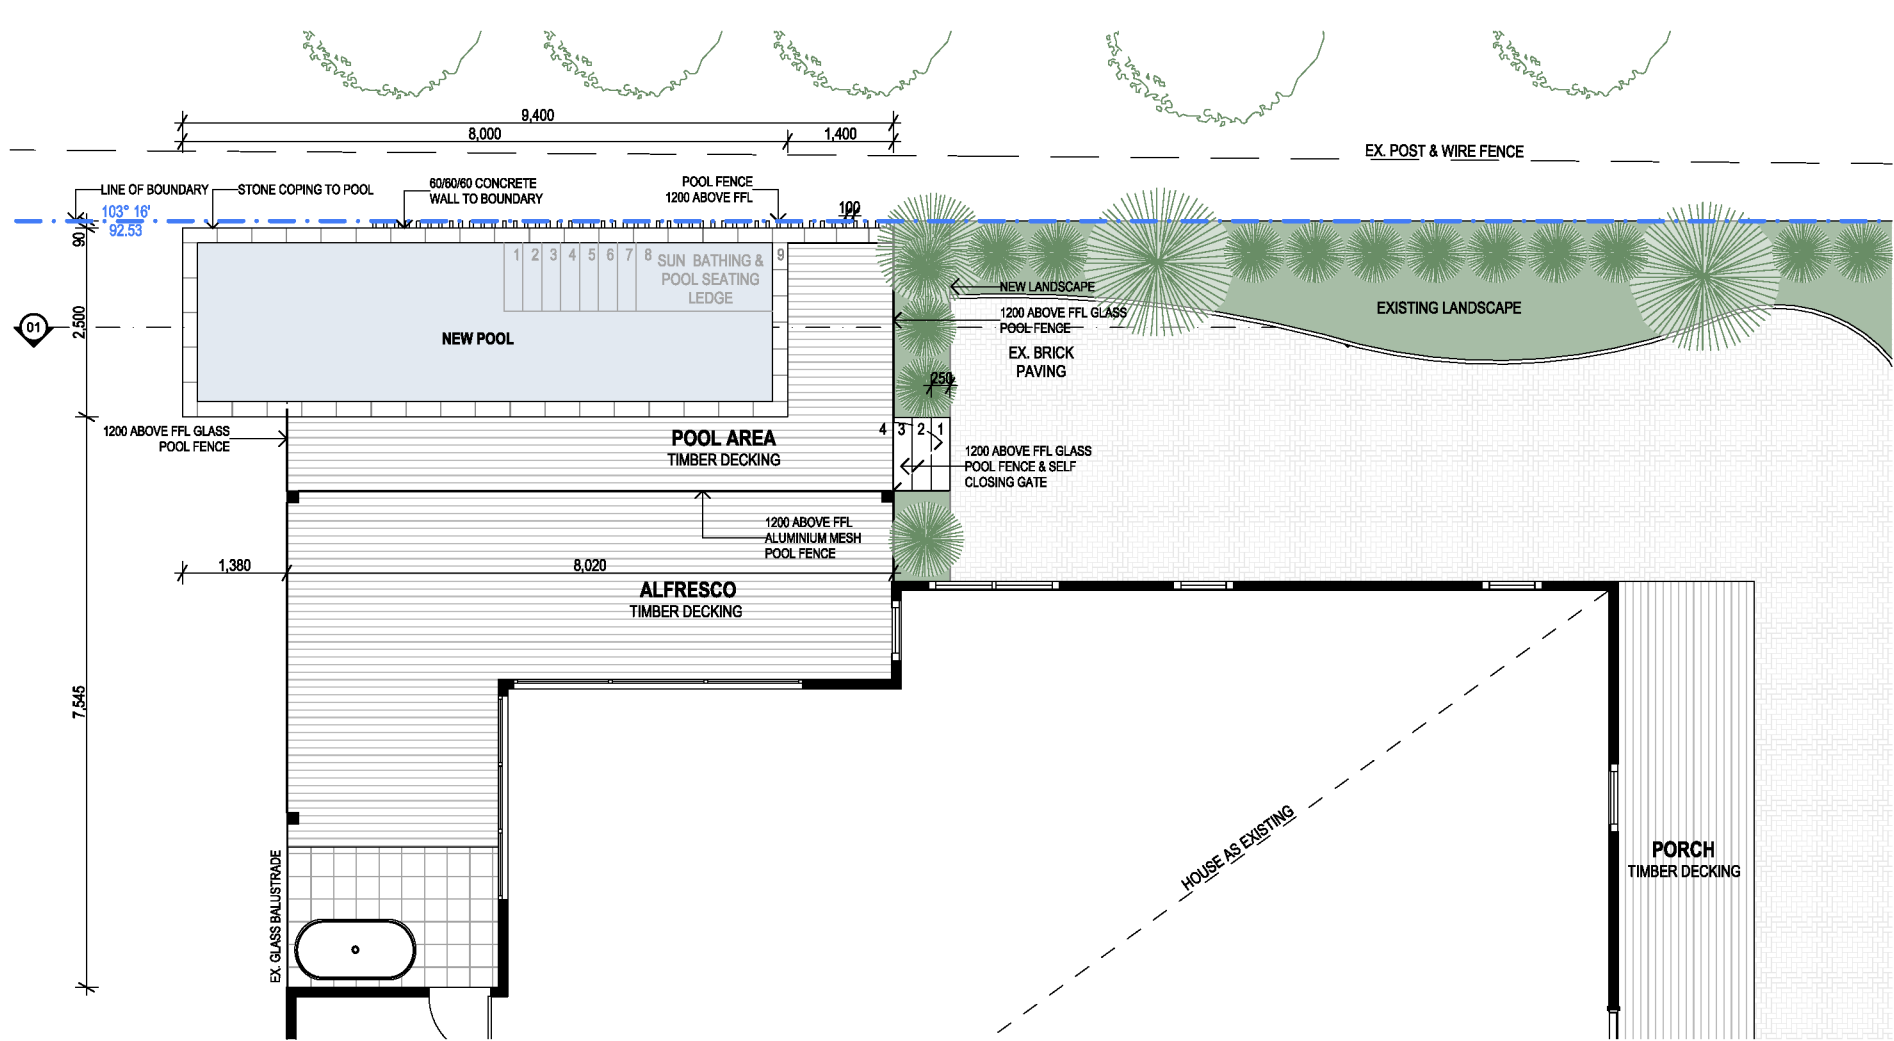 9,400
8,000
1,400
EX. POST & WIRE FENCE
LINE OF BOUNDARY
STONE COPING TO POOL
60/60/60 CONCRETE
WALL TO BOUNDARY
POOL FENCE
1200 ABOVE FFL
100
103° 16'
92.53
90
1 2 3 4 5 6 7 8
9
SUN BATHING &
POOL SEATING
LEDGE
NEW LANDSCAPE
EXISTING LANDSCAPE
1200 ABOVE FFL GLASS
POOL FENCE
01
2,500
NEW POOL
EX. BRICK
PAVING
250
1200 ABOVE FFL GLASS
POOL FENCE
POOL AREA
TIMBER DECKING
4 3 2 1
1200 ABOVE FFL GLASS
POOL FENCE & SELF
CLOSING GATE
1200 ABOVE FFL
ALUMINIUM MESH
POOL FENCE
1,380
8,020
ALFRESCO
TIMBER DECKING
7,545
HOUSE AS EXISTING
PORCH
TIMBER DECKING
EX. GLASS BALUSTRADE